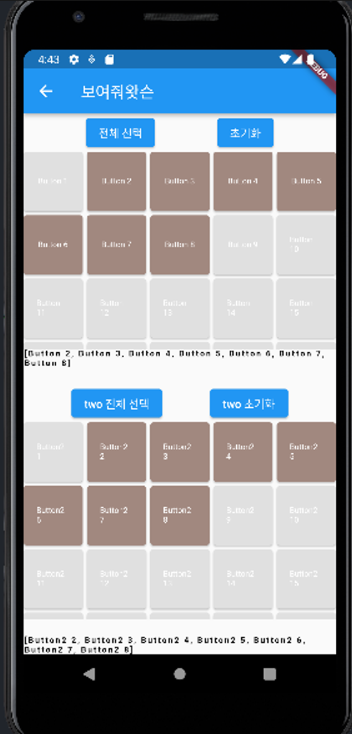 4:43
DEBUG
보여줘왓슨
전체 선택 초기화
Button 1 Button 2 Button 3 Button 4 Button 5
Button 6 Button 7 Button 8 Button 9 Button
10
Button Button Button Button Button
11 12 13 14 15
[Button 2, Button 3, Button 4, Button 5, Button 6, Button 7,
Button 8]
two 전체 선택 two 초기화
Button2 Button2 Button2 Button2 Button2
1 2 3 4 5
Button2 Button2 Button2 Button2 Button2
6 7 8 9 10
Button2 Button2 Button2 Button2 Button2
11 12 13 14 15
[Button2 2, Button2 3, Button2 4, Button2 5, Button2 6,
Button2 7, Button2 8]